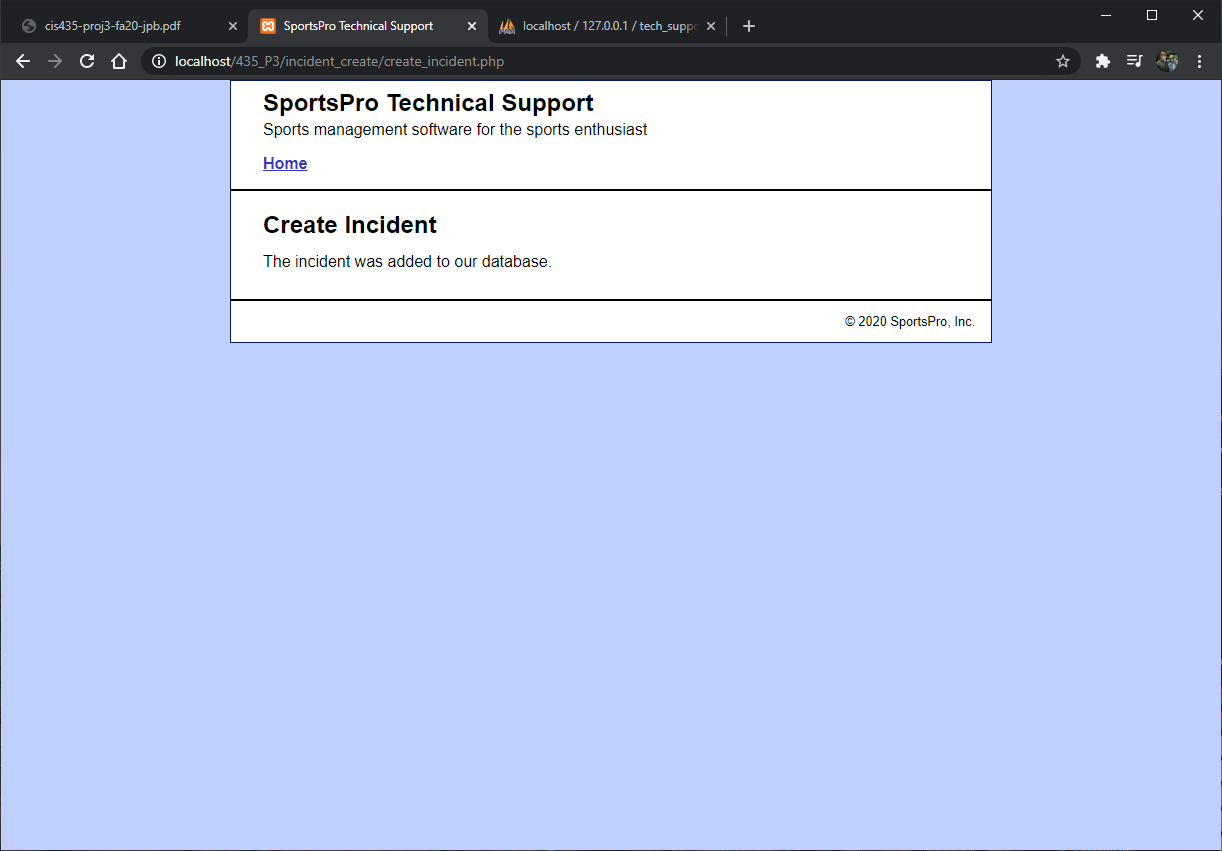 cis435-proj3-fa20-jpb.pdf
SportsPro Technical Support
localhost / 127.0.0.1 / tech_supp
localhost/435_P3/incident_create/create_incident.php
SportsPro Technical Support
Sports management software for the sports enthusiast
Home
Create Incident
The incident was added to our database.
© 2020 SportsPro, Inc.